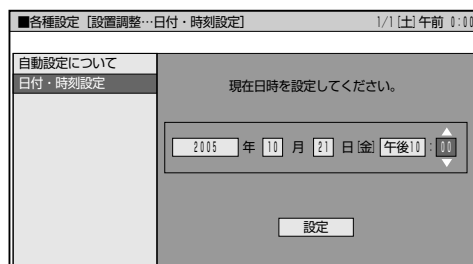 ■各種設定［設置調整…日付・時刻設定］ 1/1[土]午前 0:00
自動設定について
日付・時刻設定
現在日時を設定してください。
2005 年 10 月 21 日[金] 午後10 : 00
設定